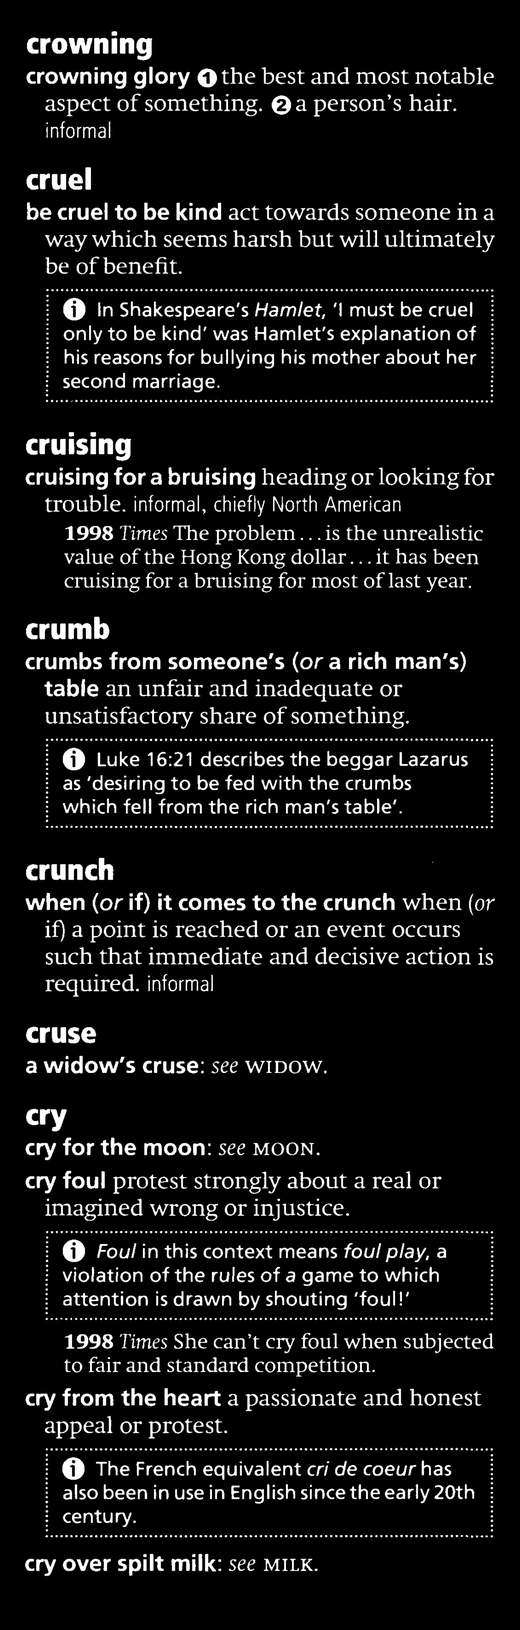 crowning
crowning glory ❶ the best and most notable
aspect of something. ❷ a person's hair.
informal
cruel
be cruel to be kind act towards someone in a
way which seems harsh but will ultimately
be of benefit.
ⓘ In Shakespeare's Hamlet, 'I must be cruel
only to be kind' was Hamlet's explanation of
his reasons for bullying his mother about her
second marriage.
cruising
cruising for a bruising heading or looking for
trouble. informal, chiefly North American
1998 Times The problem...is the unrealistic
value of the Hong Kong dollar...it has been
cruising for a bruising for most of last year.
crumb
crumbs from someone's (or a rich man's)
table an unfair and inadequate or
unsatisfactory share of something.
ⓘ Luke 16:21 describes the beggar Lazarus
as 'desiring to be fed with the crumbs
which fell from the rich man's table'.
crunch
when (or if) it comes to the crunch when (or
if) a point is reached or an event occurs
such that immediate and decisive action is
required. informal
cruse
a widow's cruse: see WIDOW.
cry
cry for the moon: see MOON.
cry foul protest strongly about a real or
imagined wrong or injustice.
ⓘ Foul in this context means foul play, a
violation of the rules of a game to which
attention is drawn by shouting 'foul!'
1998 Times She can't cry foul when subjected
to fair and standard competition.
cry from the heart a passionate and honest
appeal or protest.
ⓘ The French equivalent cri de coeur has
also been in use in English since the early 20th
century.
cry over spilt milk: see MILK.